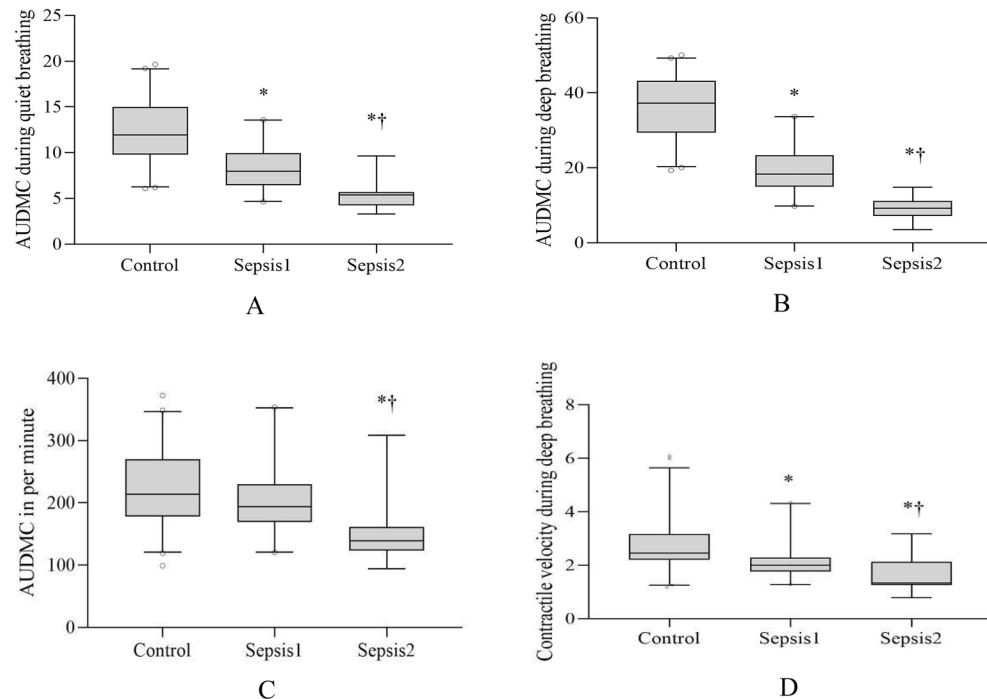 AUDMC during quiet breathing
25
20
15
10
5
0
*
*†
Control Sepsis1 Sepsis2
A
AUDMC during deep breathing
60
40
20
0
*
*†
Control Sepsis1 Sepsis2
B
AUDMC in per minute
400
300
200
100
0
*†
Control Sepsis1 Sepsis2
C
Contractile velocity during deep breathing
8
6
4
2
0
*
*†
Control Sepsis1 Sepsis2
D